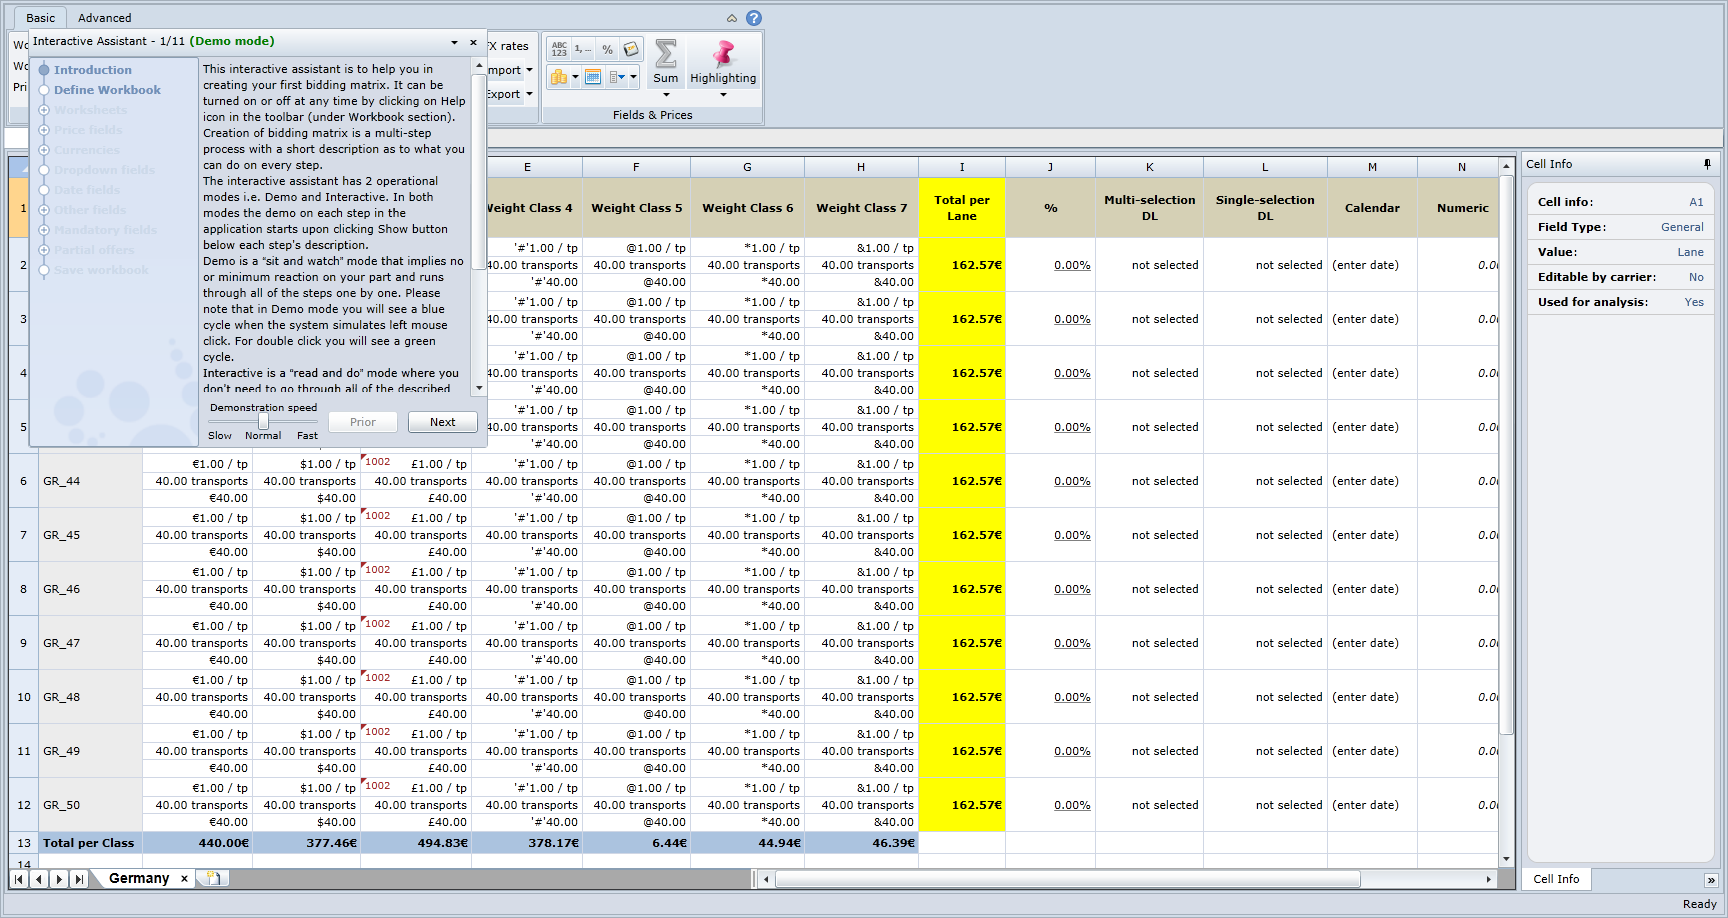 Basic Advanced
Interactive Assistant - 1/11 (Demo mode)
Introduction
Define Workbook
Worksheets
Price fields
Currencies
Dropdown fields
Date fields
Other fields
Mandatory fields
Partial offers
Save workbook
This interactive assistant is to help you in
creating your first bidding matrix. It can be
turned on or off at any time by clicking on Help
icon in the toolbar (under Workbook section).
Creation of bidding matrix is a multi-step
process with a short description as to what you
can do on every step.
The interactive assistant has 2 operational
modes i.e. Demo and Interactive. In both
modes the demo on each step in the
application starts upon clicking Show button
below each step's description.
Demo is a “sit and watch” mode that implies no
or minimum reaction on your part and runs
through all of the steps one by one. Please
note that in Demo mode you will see a blue
cycle when the system simulates left mouse
click. For double click you will see a green
cycle.
Interactive is a “read and do” mode where you
don't need to go through all of the described
Demonstration speed
Slow Normal Fast
Prior Next
FX rates
Import
Export
ABC 123 1, ... %
Sum Highlighting
Fields & Prices
E F G H I J K L M N
1 Weight Class 4 Weight Class 5 Weight Class 6 Weight Class 7 Total per Lane % Multi-selection DL Single-selection DL Calendar Numeric
2 '#'1.00 / tp @1.00 / tp *1.00 / tp &1.00 / tp
40.00 transports 40.00 transports 40.00 transports 40.00 transports 162.57€ 0.00% not selected not selected (enter date) 0.0
'#'40.00 @40.00 *40.00 &40.00
3 '#'1.00 / tp @1.00 / tp *1.00 / tp &1.00 / tp
40.00 transports 40.00 transports 40.00 transports 40.00 transports 162.57€ 0.00% not selected not selected (enter date) 0.0
'#'40.00 @40.00 *40.00 &40.00
4 '#'1.00 / tp @1.00 / tp *1.00 / tp &1.00 / tp
40.00 transports 40.00 transports 40.00 transports 40.00 transports 162.57€ 0.00% not selected not selected (enter date) 0.0
'#'40.00 @40.00 *40.00 &40.00
5 '#'1.00 / tp @1.00 / tp *1.00 / tp &1.00 / tp
40.00 transports 40.00 transports 40.00 transports 40.00 transports 162.57€ 0.00% not selected not selected (enter date) 0.0
'#'40.00 @40.00 *40.00 &40.00
€1.00 / tp $1.00 / tp 1002 £1.00 / tp '#'1.00 / tp @1.00 / tp *1.00 / tp &1.00 / tp
6 GR_44 40.00 transports 40.00 transports 40.00 transports 40.00 transports 40.00 transports 40.00 transports 40.00 transports 162.57€ 0.00% not selected not selected (enter date) 0.0
€40.00 $40.00 £40.00 '#'40.00 @40.00 *40.00 &40.00
€1.00 / tp $1.00 / tp 1002 £1.00 / tp '#'1.00 / tp @1.00 / tp *1.00 / tp &1.00 / tp
7 GR_45 40.00 transports 40.00 transports 40.00 transports 40.00 transports 40.00 transports 40.00 transports 40.00 transports 162.57€ 0.00% not selected not selected (enter date) 0.0
€40.00 $40.00 £40.00 '#'40.00 @40.00 *40.00 &40.00
€1.00 / tp $1.00 / tp 1002 £1.00 / tp '#'1.00 / tp @1.00 / tp *1.00 / tp &1.00 / tp
8 GR_46 40.00 transports 40.00 transports 40.00 transports 40.00 transports 40.00 transports 40.00 transports 40.00 transports 162.57€ 0.00% not selected not selected (enter date) 0.0
€40.00 $40.00 £40.00 '#'40.00 @40.00 *40.00 &40.00
€1.00 / tp $1.00 / tp 1002 £1.00 / tp '#'1.00 / tp @1.00 / tp *1.00 / tp &1.00 / tp
9 GR_47 40.00 transports 40.00 transports 40.00 transports 40.00 transports 40.00 transports 40.00 transports 40.00 transports 162.57€ 0.00% not selected not selected (enter date) 0.0
€40.00 $40.00 £40.00 '#'40.00 @40.00 *40.00 &40.00
€1.00 / tp $1.00 / tp 1002 £1.00 / tp '#'1.00 / tp @1.00 / tp *1.00 / tp &1.00 / tp
10 GR_48 40.00 transports 40.00 transports 40.00 transports 40.00 transports 40.00 transports 40.00 transports 40.00 transports 162.57€ 0.00% not selected not selected (enter date) 0.0
€40.00 $40.00 £40.00 '#'40.00 @40.00 *40.00 &40.00
€1.00 / tp $1.00 / tp 1002 £1.00 / tp '#'1.00 / tp @1.00 / tp *1.00 / tp &1.00 / tp
11 GR_49 40.00 transports 40.00 transports 40.00 transports 40.00 transports 40.00 transports 40.00 transports 40.00 transports 162.57€ 0.00% not selected not selected (enter date) 0.0
€40.00 $40.00 £40.00 '#'40.00 @40.00 *40.00 &40.00
€1.00 / tp $1.00 / tp 1002 £1.00 / tp '#'1.00 / tp @1.00 / tp *1.00 / tp &1.00 / tp
12 GR_50 40.00 transports 40.00 transports 40.00 transports 40.00 transports 40.00 transports 40.00 transports 40.00 transports 162.57€ 0.00% not selected not selected (enter date) 0.0
€40.00 $40.00 £40.00 '#'40.00 @40.00 *40.00 &40.00
13 Total per Class 440.00€ 377.46€ 494.83€ 378.17€ 6.44€ 44.94€ 46.39€
14
Germany
Cell Info
Cell info: A1
Field Type: General
Value: Lane
Editable by carrier: No
Used for analysis: Yes
Cell Info
Ready